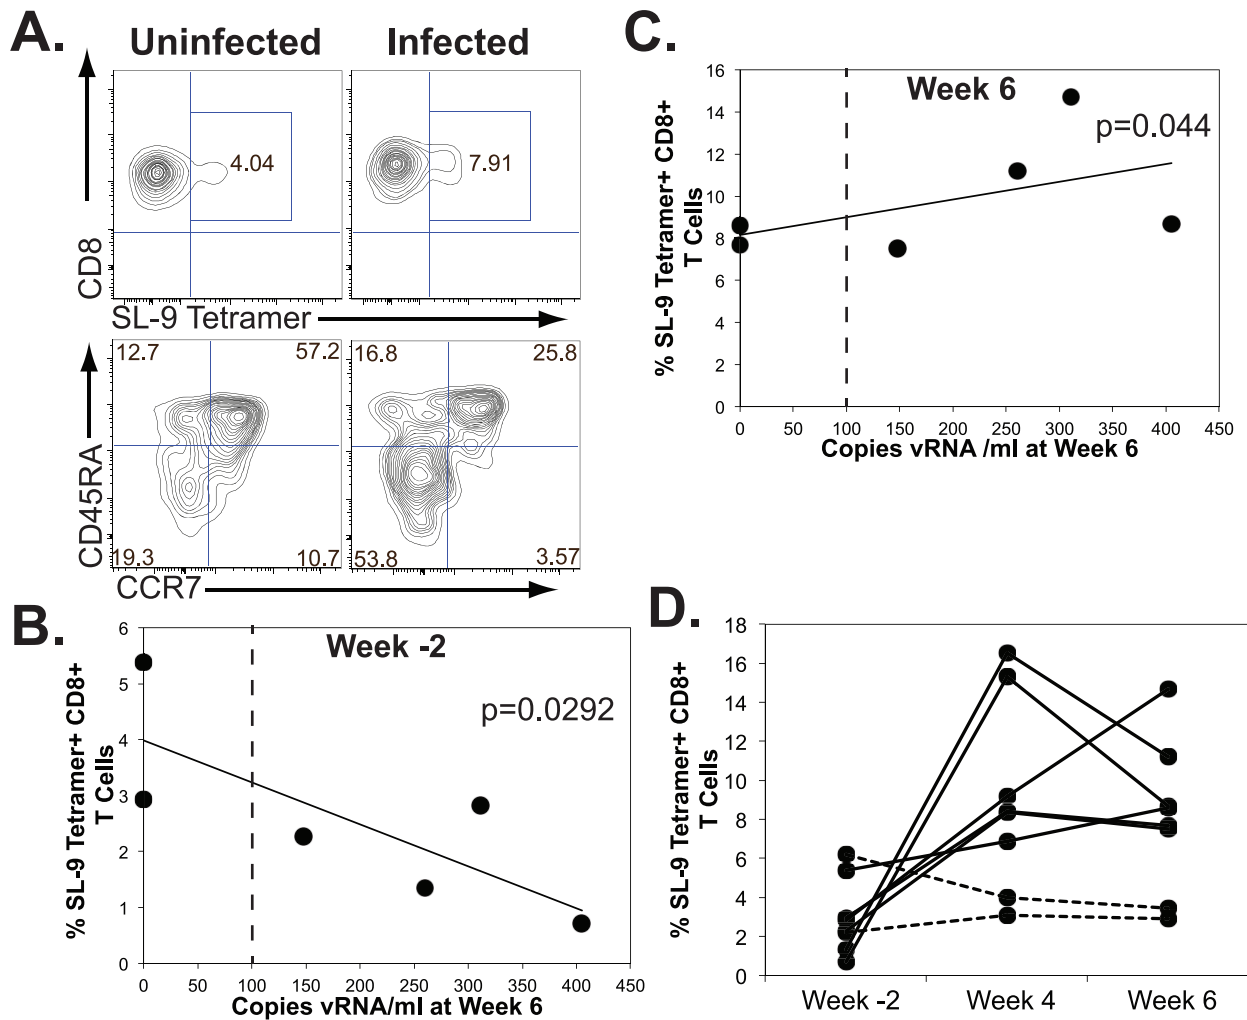 A.
Uninfected
Infected
CD8
4.04
7.91
SL-9 Tetramer
CD45RA
12.7
57.2
19.3
10.7
16.8
25.8
53.8
3.57
CCR7
B.
Week -2
p=0.0292
% SL-9 Tetramer+ CD8+
T Cells
6
5
4
3
2
1
0
0 50 100 150 200 250 300 350 400 450
Copies vRNA/ml at Week 6
C.
Week 6
p=0.044
% SL-9 Tetramer+ CD8+
T Cells
16
14
12
10
8
6
4
2
0
0 50 100 150 200 250 300 350 400 450
Copies vRNA /ml at Week 6
D.
% SL-9 Tetramer+ CD8+
T Cells
18
16
14
12
10
8
6
4
2
0
Week -2 Week 4 Week 6